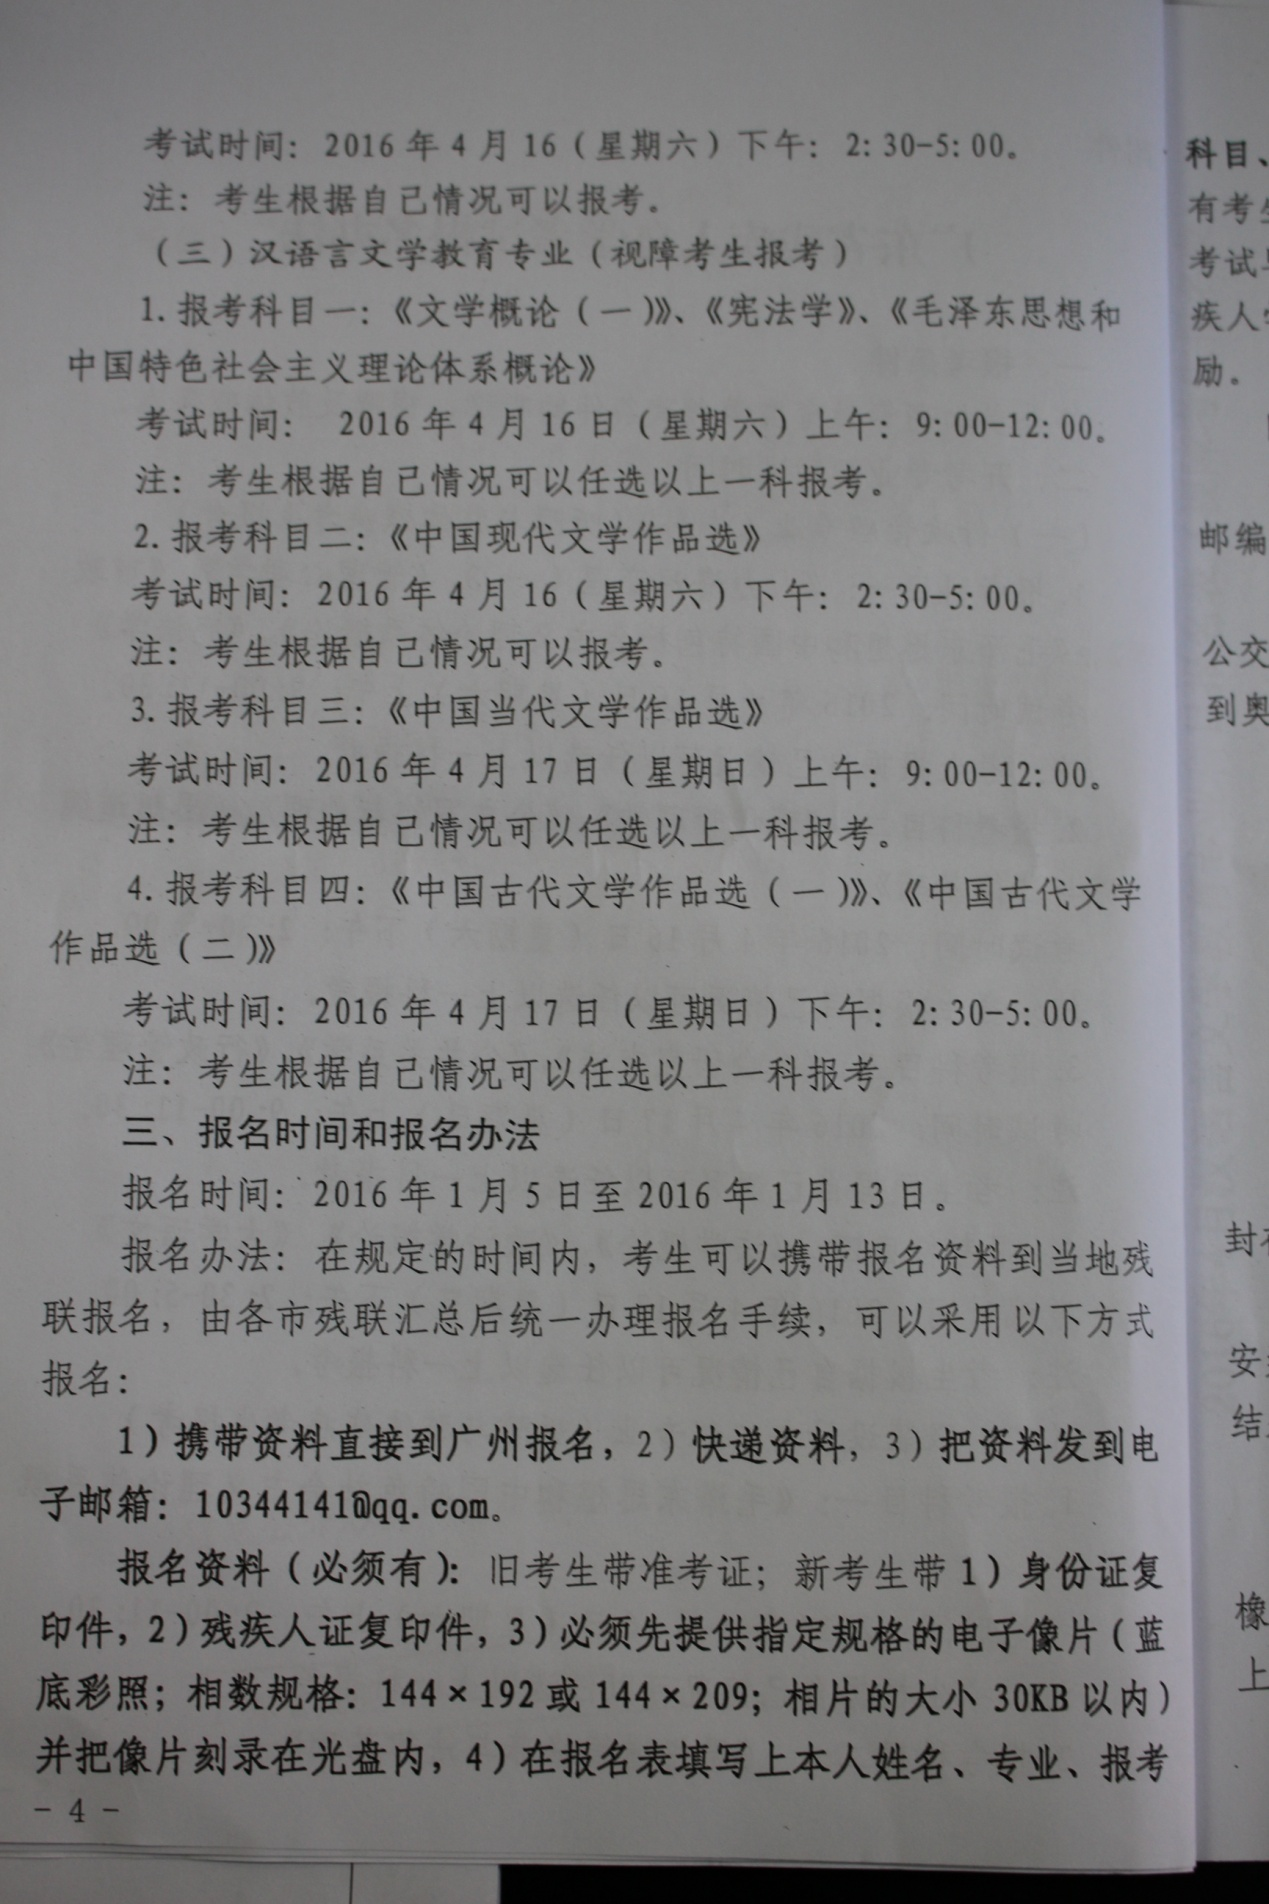 考试时间：2016 年 4 月 16（星期六）下午：2:30-5:00。
注：考生根据自己情况可以报考。
（三）汉语言文学教育专业（视障考生报考）
1.报考科目一：《文学概论（一）》、《宪法学》、《毛泽东思想和
中国特色社会主义理论体系概论》
考试时间： 2016 年 4 月 16 日（星期六）上午：9:00-12:00。
注：考生根据自己情况可以任选以上一科报考。
2.报考科目二：《中国现代文学作品选》
考试时间：2016 年 4 月 16（星期六）下午：2:30-5:00。
注：考生根据自己情况可以报考。
3.报考科目三：《中国当代文学作品选》
考试时间：2016 年 4 月 17 日（星期日）上午：9:00-12:00。
注：考生根据自己情况可以任选以上一科报考。
4.报考科目四：《中国古代文学作品选（一）》、《中国古代文学
作品选（二）》
考试时间：2016 年 4 月 17 日（星期日）下午：2:30-5:00。
注：考生根据自己情况可以任选以上一科报考。
三、报名时间和报名办法
报名时间：2016 年 1 月 5 日至 2016 年 1 月 13 日。
报名办法：在规定的时间内，考生可以携带报名资料到当地残
联报名，由各市残联汇总后统一办理报名手续，可以采用以下方式
报名：
1）携带资料直接到广州报名，2）快递资料，3）把资料发到电
子邮箱：10344141@qq.com。
报名资料（必须有）：旧考生带准考证；新考生带 1）身份证复
印件，2）残疾人证复印件，3）必须先提供指定规格的电子像片（蓝
底彩照；相数规格：144×192 或 144×209；相片的大小 30KB 以内）
并把像片刻录在光盘内，4）在报名表填写上本人姓名、专业、报考
- 4 -
科目、
有考
考试
疾人
励。
邮编
公交
到奥
封
安
结
橡
上